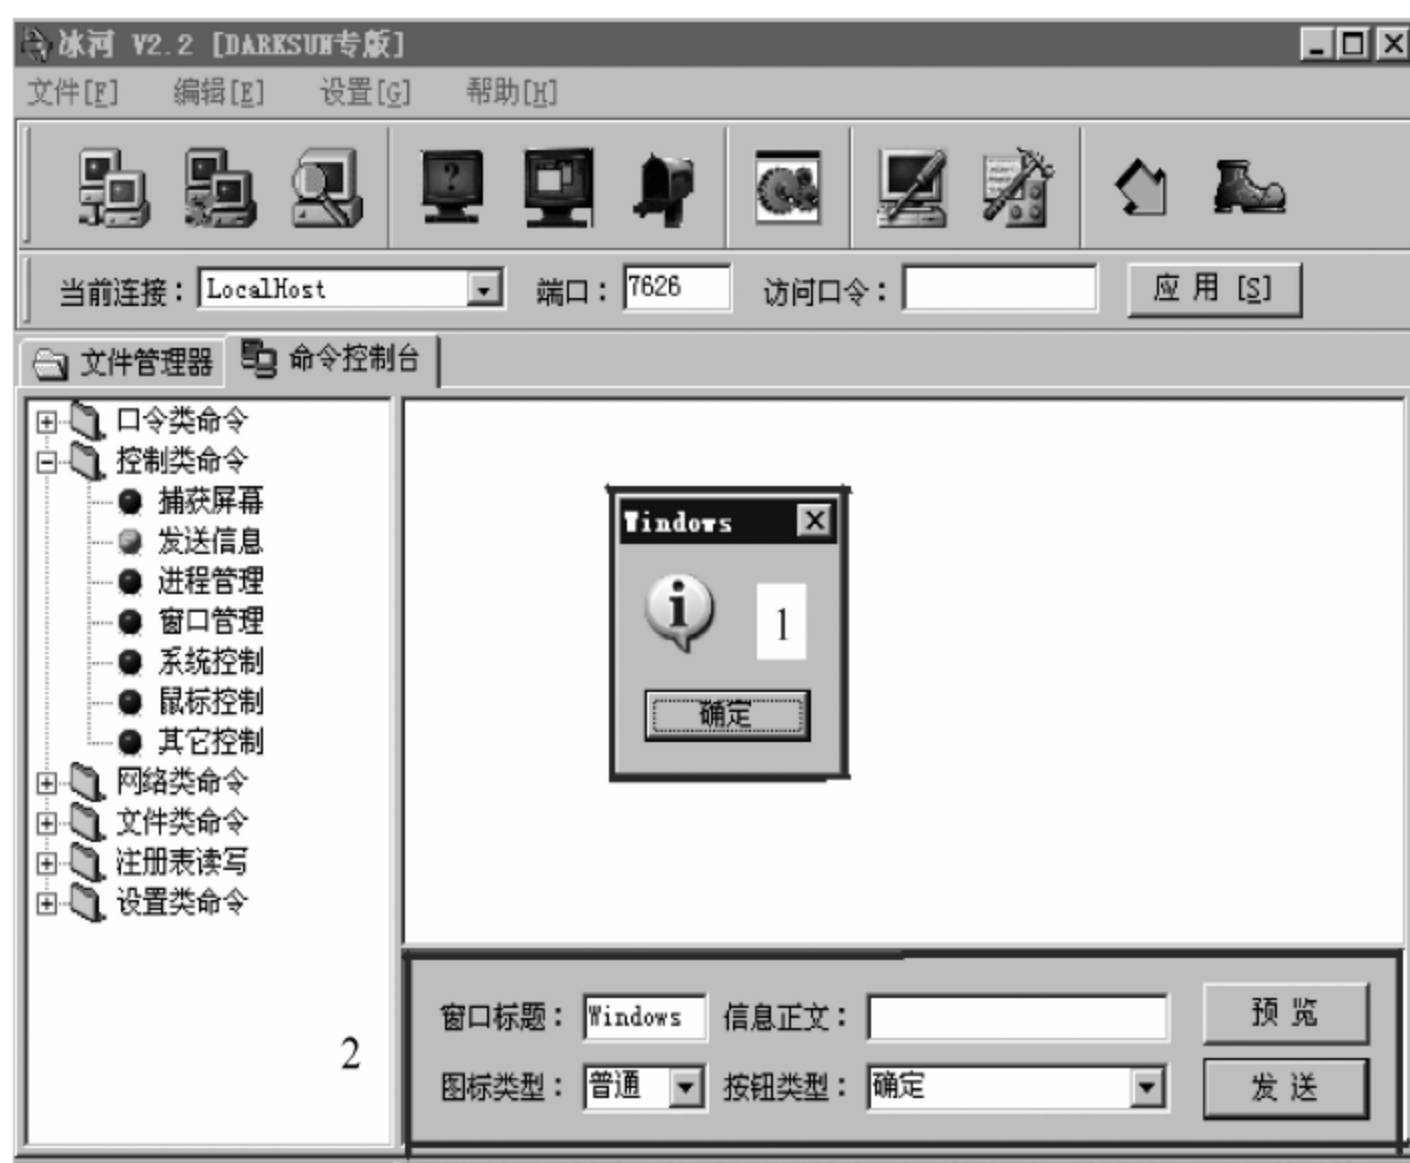 冰河 V2.2 [DARKSUN专版]
文件[F] 编辑[E] 设置[G] 帮助[H]
当前连接： LocalHost 端口： 7626 访问口令： 应用 [S]
文件管理器 命令控制台
口令类命令
控制类命令
捕获屏幕
发送信息
进程管理
窗口管理
系统控制
鼠标控制
其它控制
网络类命令
文件类命令
注册表读写
设置类命令
Windows
1
确定
2
窗口标题： Windows 信息正文： 预览
图标类型： 普通 按钮类型： 确定 发送